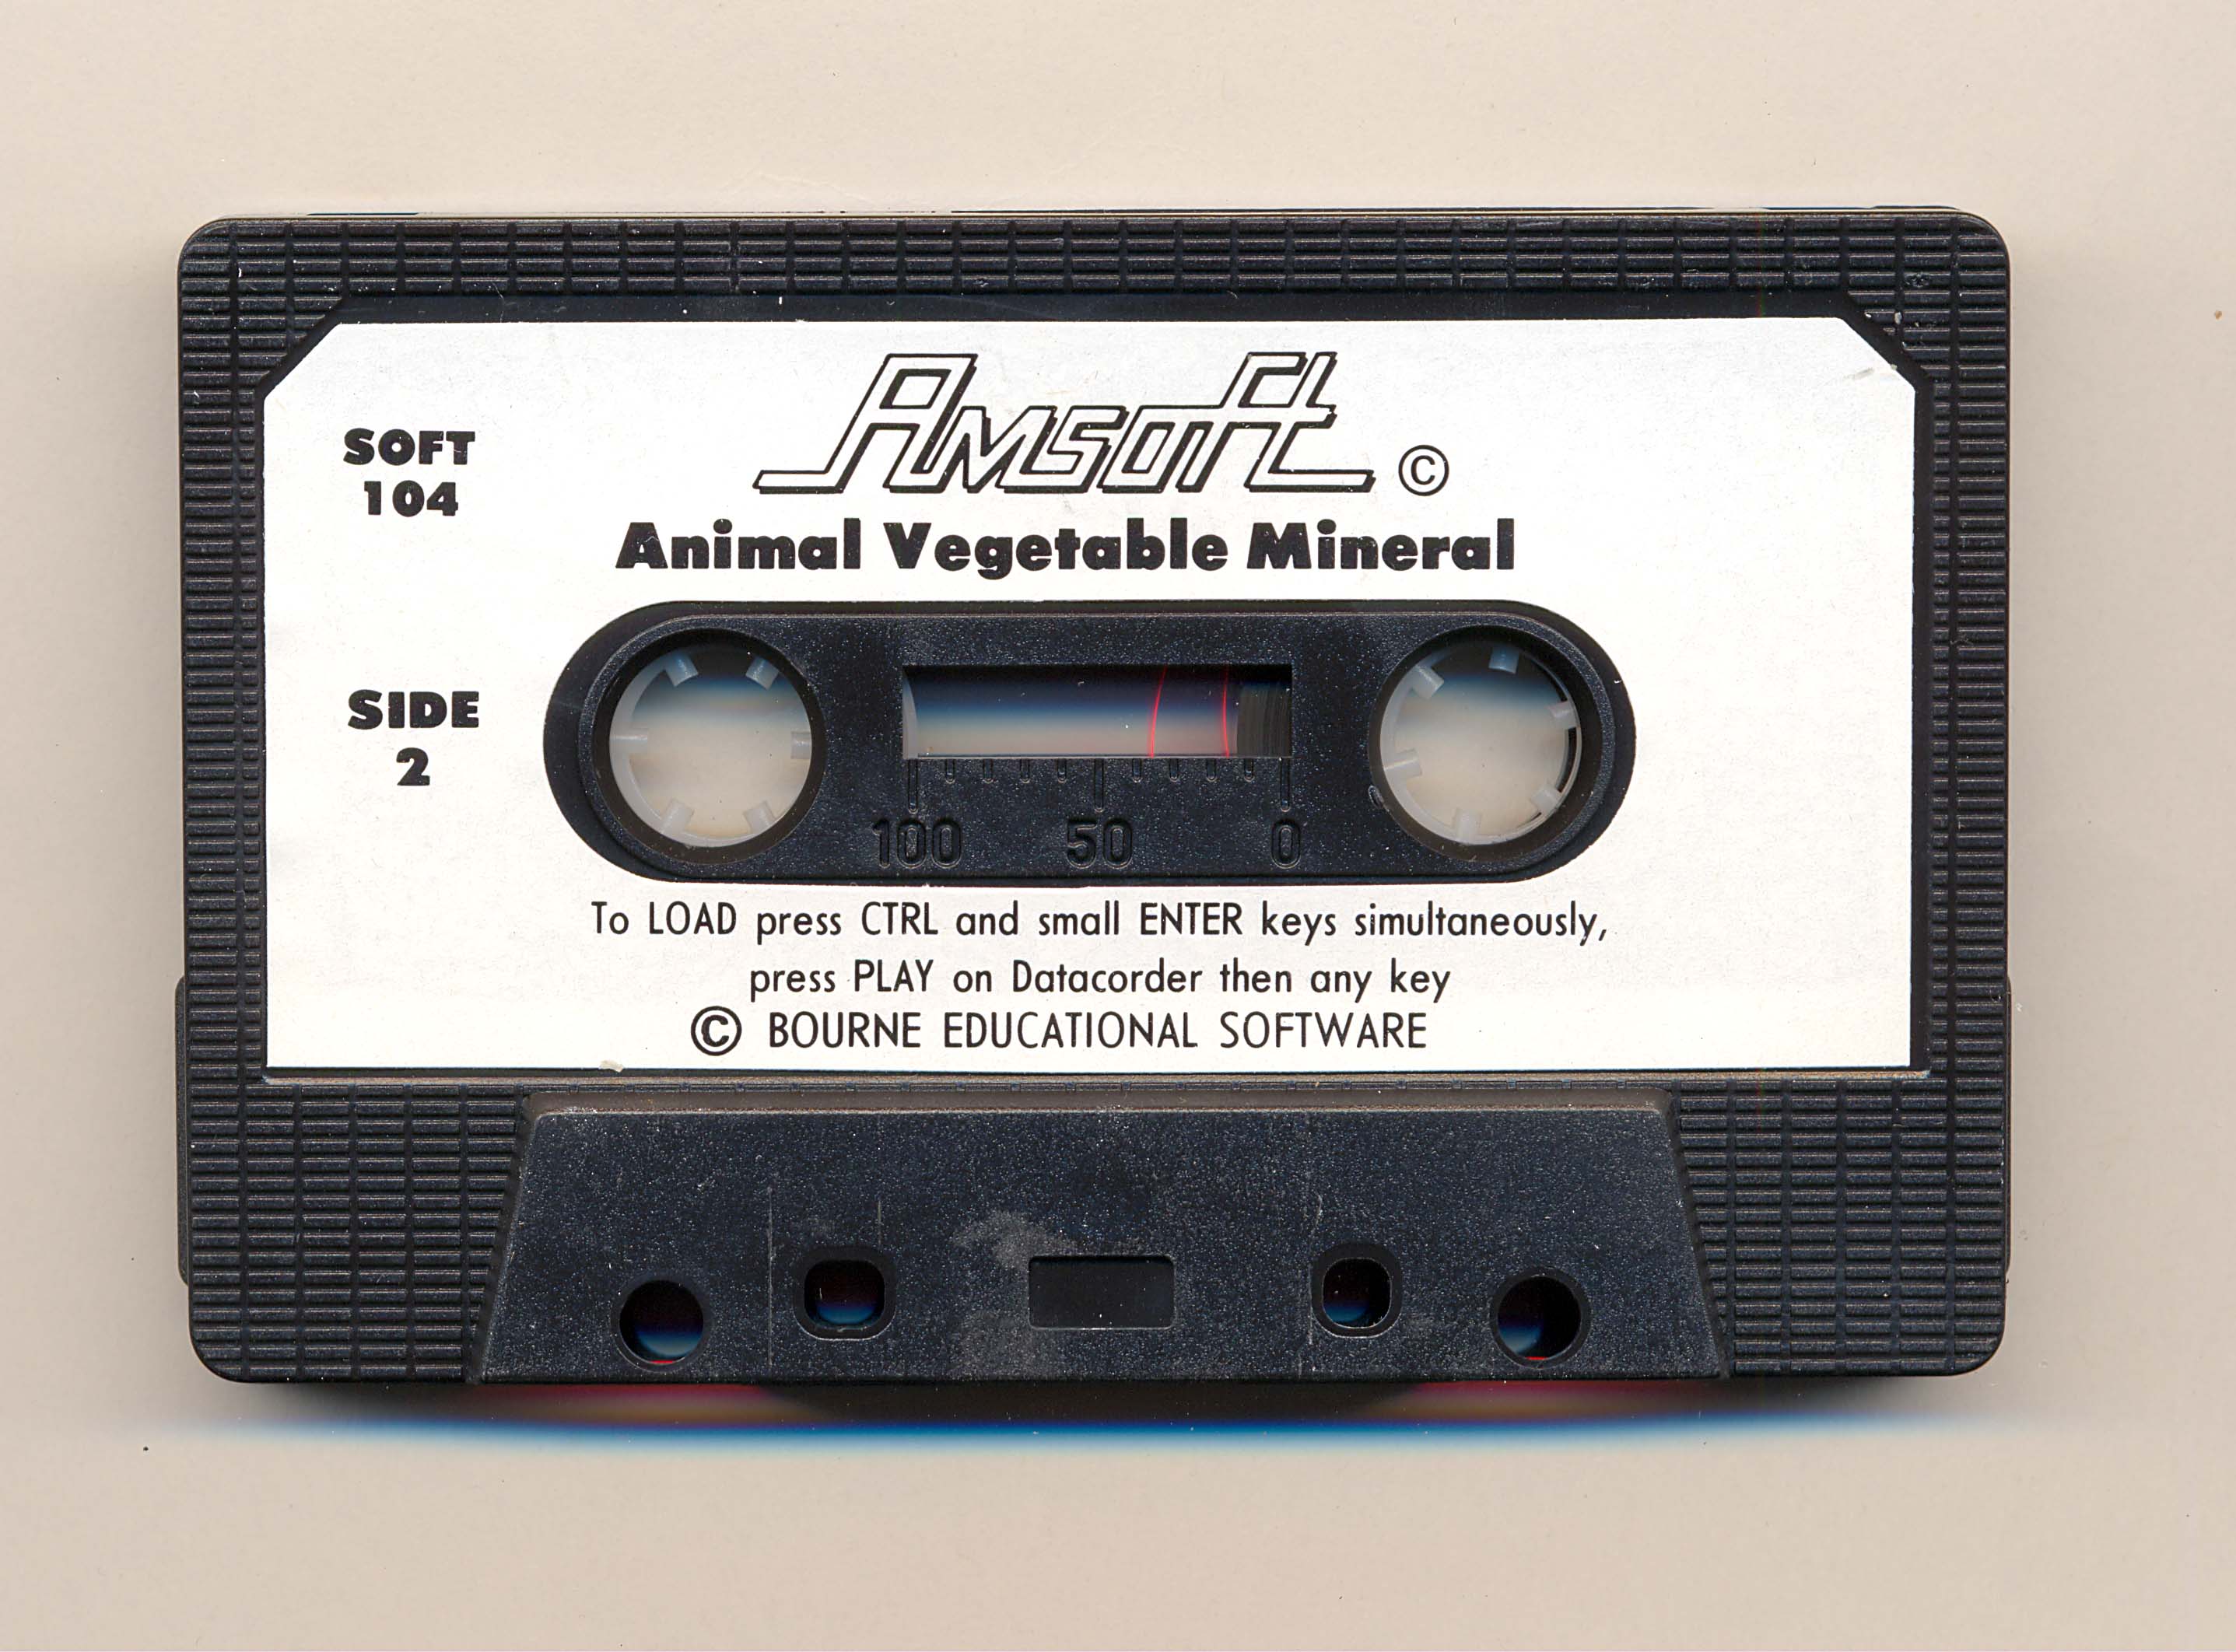 Amsoft ©
SOFT
104
Animal Vegetable Mineral
SIDE
2
100 50 0
To LOAD press CTRL and small ENTER keys simultaneously,
press PLAY on Datacorder then any key
© BOURNE EDUCATIONAL SOFTWARE